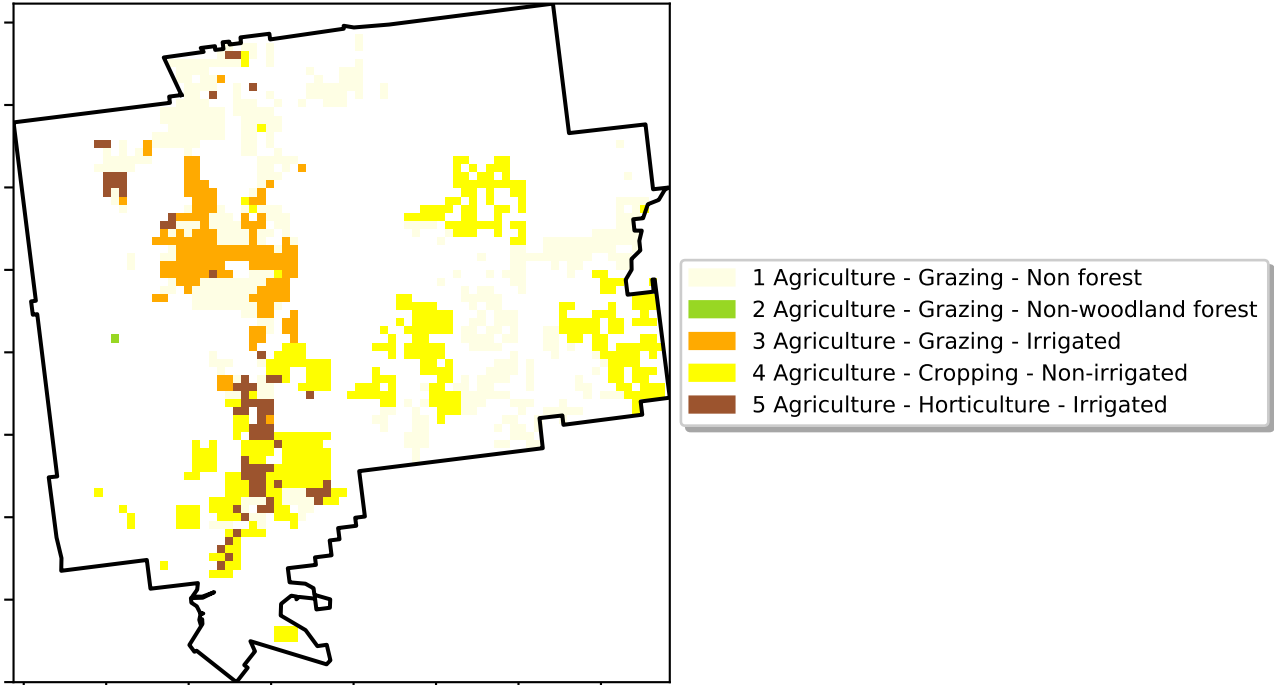 1 Agriculture - Grazing - Non forest
2 Agriculture - Grazing - Non-woodland forest
3 Agriculture - Grazing - Irrigated
4 Agriculture - Cropping - Non-irrigated
5 Agriculture - Horticulture - Irrigated